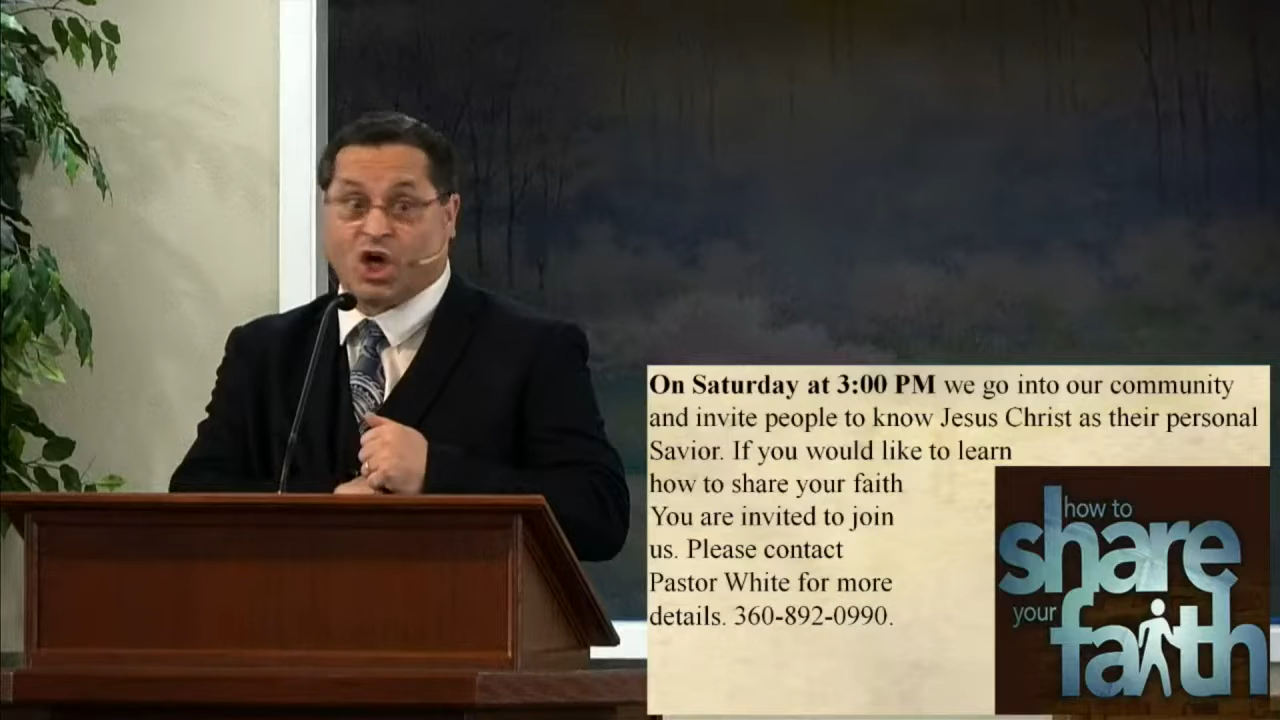 On Saturday at 3:00 PM we go into our community
and invite people to know Jesus Christ as their personal
Savior. If you would like to learn
how to share your faith
You are invited to join
us. Please contact
Pastor White for more
details. 360-892-0990.
how to
share
your
faith